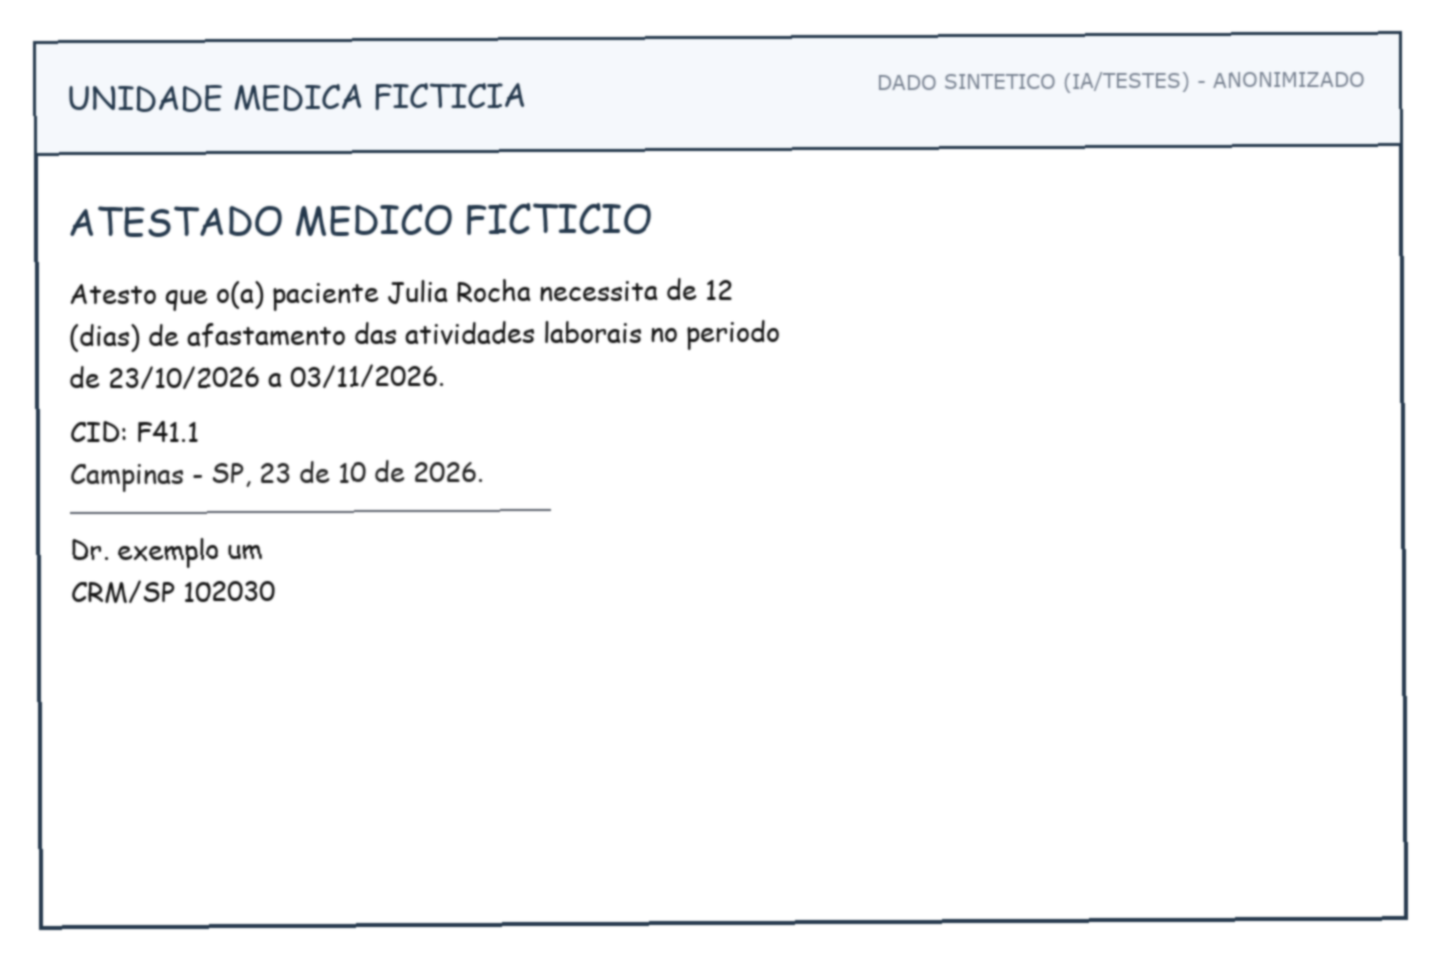 UNIDADE MEDICA FICTICIA
DADO SINTETICO (IA/TESTES) - ANONIMIZADO
ATESTADO MEDICO FICTICIO
Atesto que o(a) paciente Julia Rocha necessita de 12
(dias) de afastamento das atividades laborais no periodo
de 23/10/2026 a 03/11/2026.
CID: F41.1
Campinas - SP, 23 de 10 de 2026.
Dr. exemplo um
CRM/SP 102030